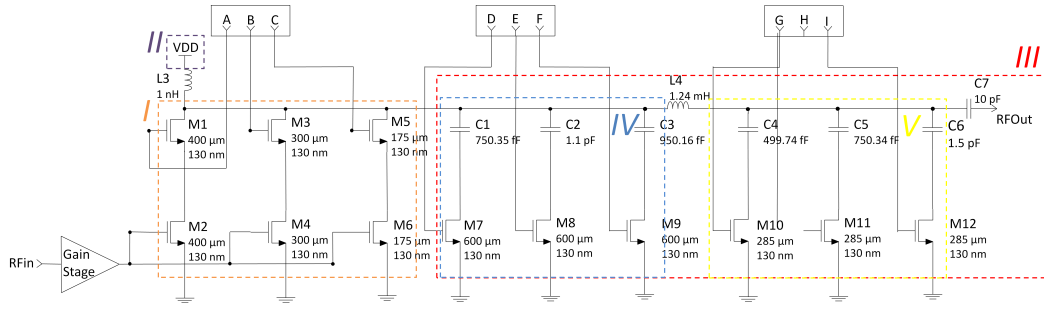 A B C
D E F
G H I
II
VDD
III
L3
1 nH
L4
1.24 mH
C7
10 pF
RFOut
I
M1
400 µm
130 nm
M3
300 µm
130 nm
M5
175 µm
130 nm
C1
750.35 fF
C2
1.1 pF
IV
C3
950.16 fF
C4
499.74 fF
C5
750.34 fF
V
C6
1.5 pF
M2
400 µm
130 nm
M4
300 µm
130 nm
M6
175 µm
130 nm
M7
600 µm
130 nm
M8
600 µm
130 nm
M9
600 µm
130 nm
M10
285 µm
130 nm
M11
285 µm
130 nm
M12
285 µm
130 nm
RFin
Gain
Stage